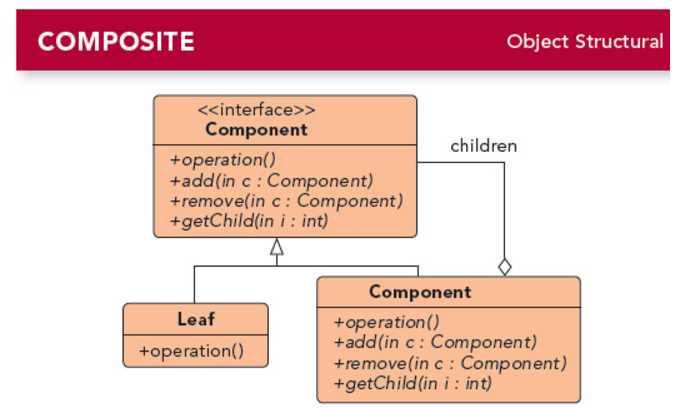 COMPOSITE
Object Structural
<<interface>>
Component
+operation()
+add(in c : Component)
+remove(in c : Component)
+getChild(in i : int)
children
Leaf
+operation()
Component
+operation()
+add(in c : Component)
+remove(in c : Component)
+getChild(in i : int)